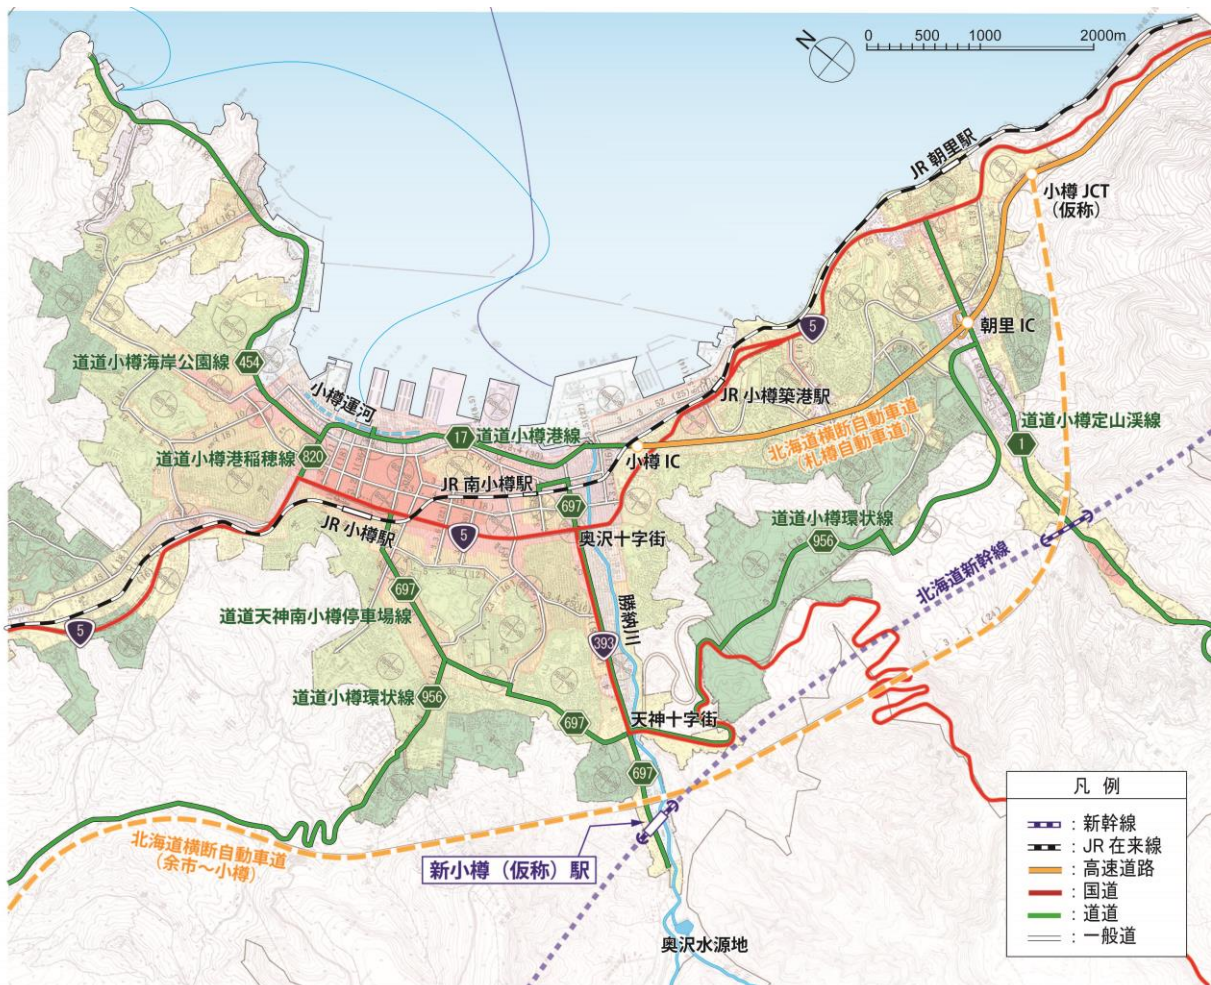 N
0 500 1000 2000m
JR 朝里駅
小樽 JCT
(仮称)
5
朝里 IC
道道小樽海岸公園線
454
小樽運河
JR 小樽築港駅
17
道道小樽港線
北海道横断自動車道
(札樽自動車道)
道道小樽定山渓線
1
道道小樽港稲穂線
820
小樽 IC
JR 南小樽駅
697
JR 小樽駅
5
奥沢十字街
道道小樽環状線
956
北海道新幹線
697
道道天神南小樽停車場線
勝納川
5
393
道道小樽環状線
956
697
天神十字街
697
北海道横断自動車道
(余市~小樽)
新小樽(仮称)駅
奥沢水源地
凡 例
: 新幹線
: JR 在来線
: 高速道路
: 国道
: 道道
: 一般道